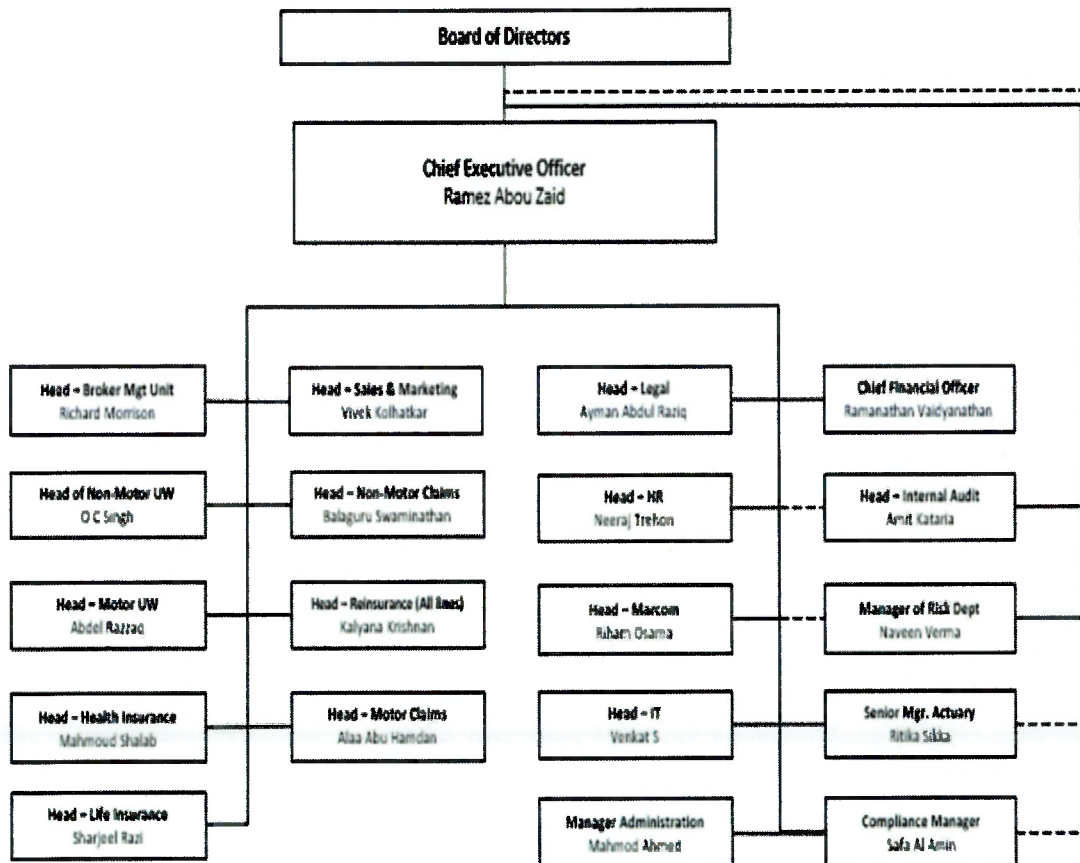 Board of Directors
Chief Executive Officer
Ramez Abou Zaid
Head - Broker Mgt Unit
Richard Morrison
Head - Sales & Marketing
Vivek Kolhatkar
Head - Legal
Ayman Abdul Raziq
Chief Financial Officer
Ramanathan Vaidyanathan
Head of Non-Motor UW
O C Singh
Head - Non-Motor Claims
Balaguru Swaminathan
Head - HR
Neeraj Trehon
Head - Internal Audit
Amit Kataria
Head - Motor UW
Abdel Razzaq
Head - Reinsurance (All lines)
Kalyana Krishnan
Head - Marcom
Riham Osama
Manager of Risk Dept
Naveen Verma
Head - Health Insurance
Mahmoud Shalab
Head - Motor Claims
Alaa Abu Hamdan
Head - IT
Venkat S
Senior Mgr. Actuary
Ritika Sikka
Head - Life Insurance
Sharjeel Razi
Manager Administration
Mahmod Ahmed
Compliance Manager
Safa Al Amin